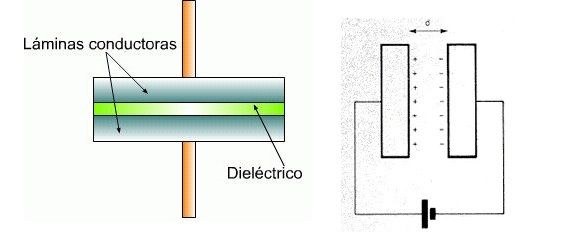 Láminas conductoras
Dieléctrico
d
+ −
+ −
+ −
+ −
+ −
+ −
+ −